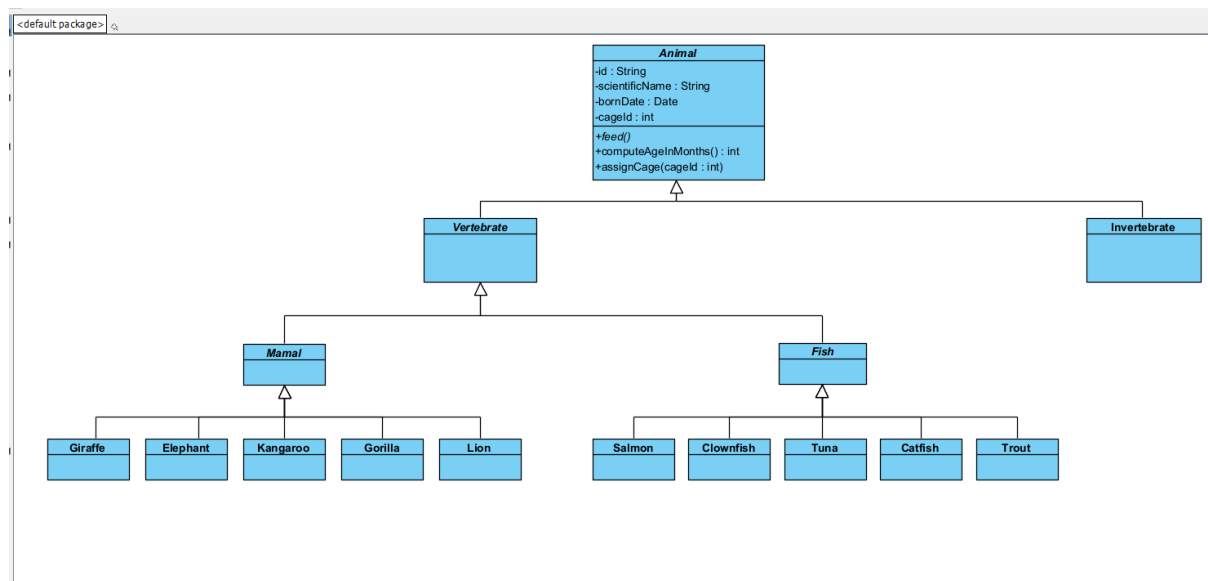 <default package>
Animal
-id : String
-scientificName : String
-bornDate : Date
-cageId : int
+feed()
+computeAgeInMonths() : int
+assignCage(cageId : int)
Vertebrate
Invertebrate
Mamal
Fish
Giraffe
Elephant
Kangaroo
Gorilla
Lion
Salmon
Clownfish
Tuna
Catfish
Trout